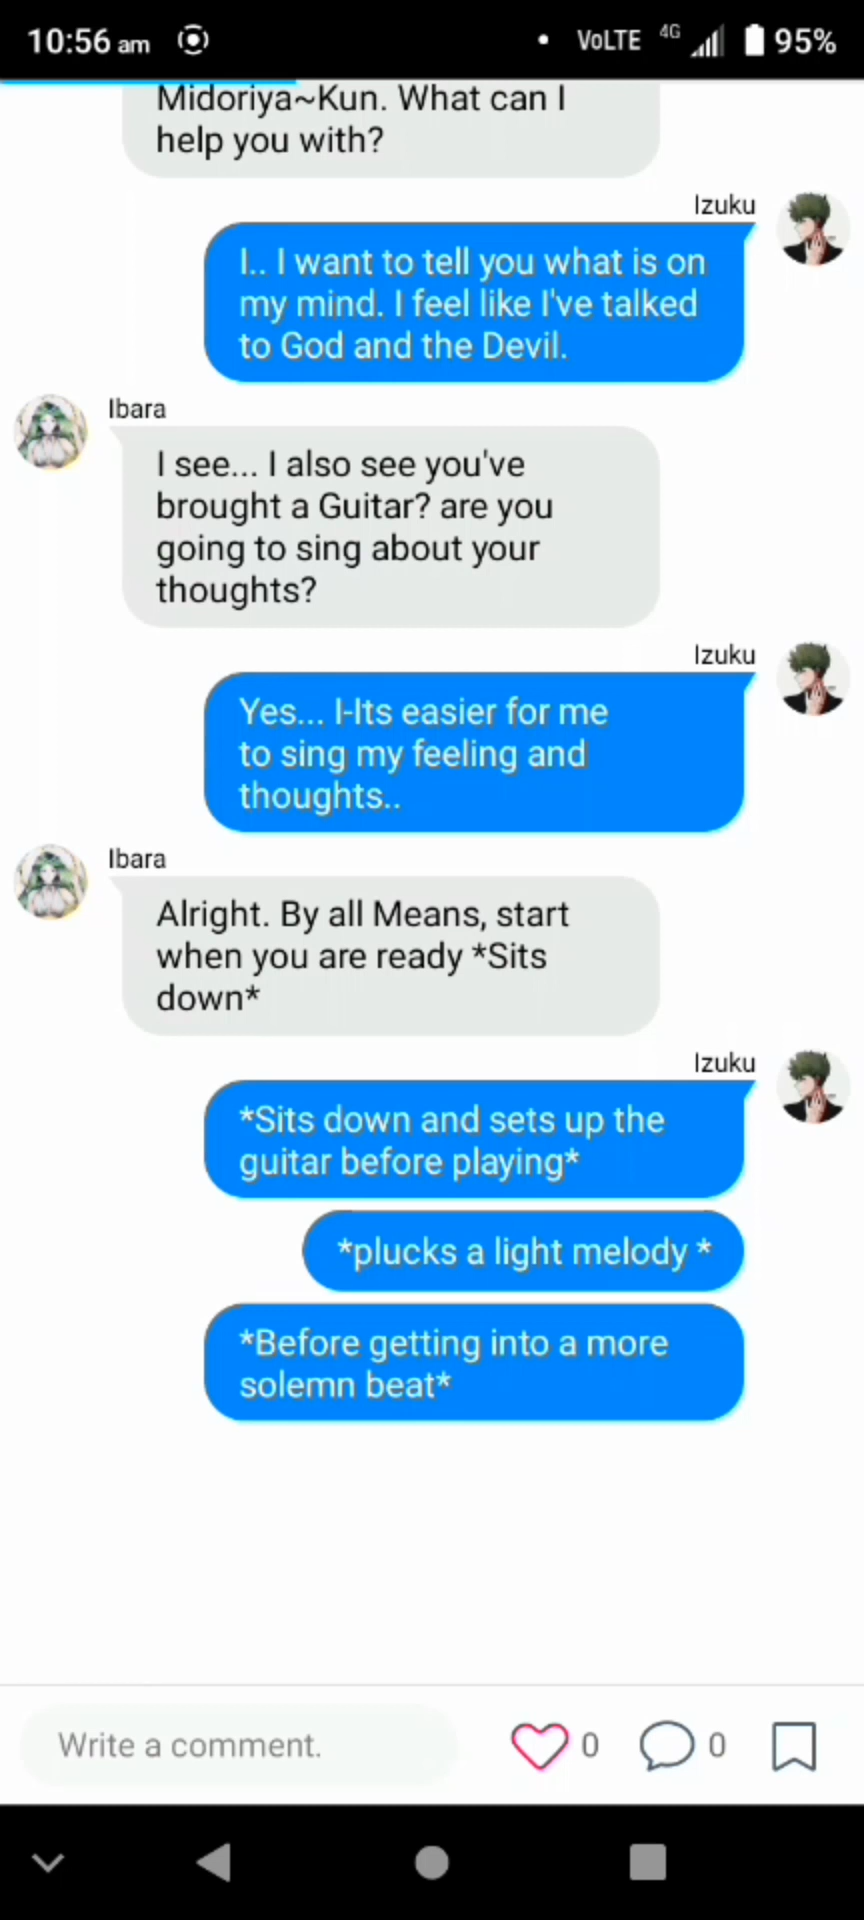 10:56 am
VoLTE 4G 95%
Midoriya~Kun. What can I
help you with?
Izuku
I.. I want to tell you what is on
my mind. I feel like I've talked
to God and the Devil.
Ibara
I see... I also see you've
brought a Guitar? are you
going to sing about your
thoughts?
Izuku
Yes... I-Its easier for me
to sing my feeling and
thoughts..
Ibara
Alright. By all Means, start
when you are ready *Sits
down*
Izuku
*Sits down and sets up the
guitar before playing*
*plucks a light melody *
*Before getting into a more
solemn beat*
Write a comment.
0
0